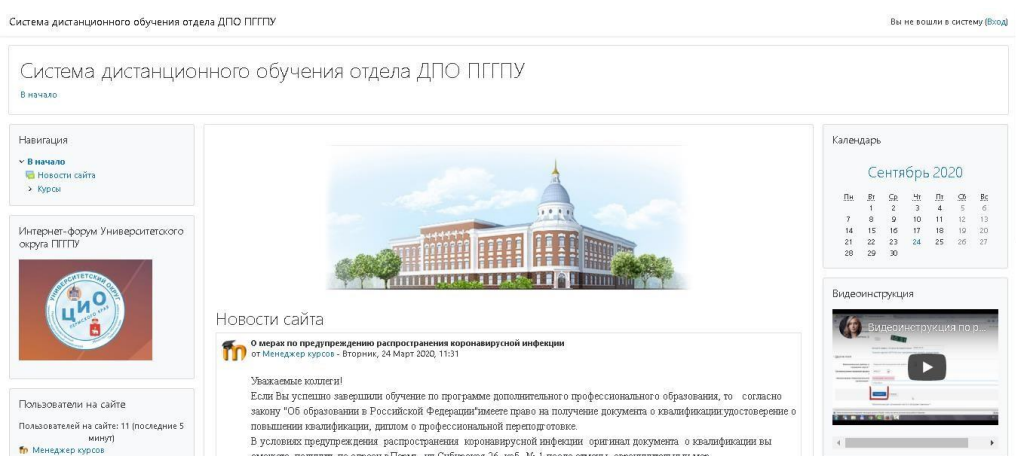 Система дистанционного обучения отдела ДПО ПГГПУ
Вы не вошли в систему (Вход)
Система дистанционного обучения отдела ДПО ПГГПУ
В начало
Навигация
В начало
Новости сайта
Курсы
Интернет-форум Университетского
округа ПГГПУ
УНИВЕРСИТЕТСКИЙ ОКРУГ
ЦИО
ПЕРМСКОГО КРАЯ
Пользователи на сайте
Пользователей на сайте: 11 (последние 5
минут)
Менеджер курсов
Новости сайта
О мерах по предупреждению распространения коронавирусной инфекции
от Менеджер курсов - Вторник, 24 Март 2020, 11:31
Уважаемые коллеги!
Если Вы успешно завершили обучение по программе дополнительного профессионального образования, то согласно
закону "Об образовании в Российской Федерации"имеете право на получение документа о квалификации:удостоверение о
повышении квалификации, диплом о профессиональной переподготовке.
В условиях предупреждения распространения коронавирусной инфекции оригинал документа о квалификации вы
Календарь
Сентябрь 2020
Пн Вт Ср Чт Пт Сб Вс
1 2 3 4 5 6
7 8 9 10 11 12 13
14 15 16 17 18 19 20
21 22 23 24 25 26 27
28 29 30
Видеоинструкция
Видеоинструкция по р...